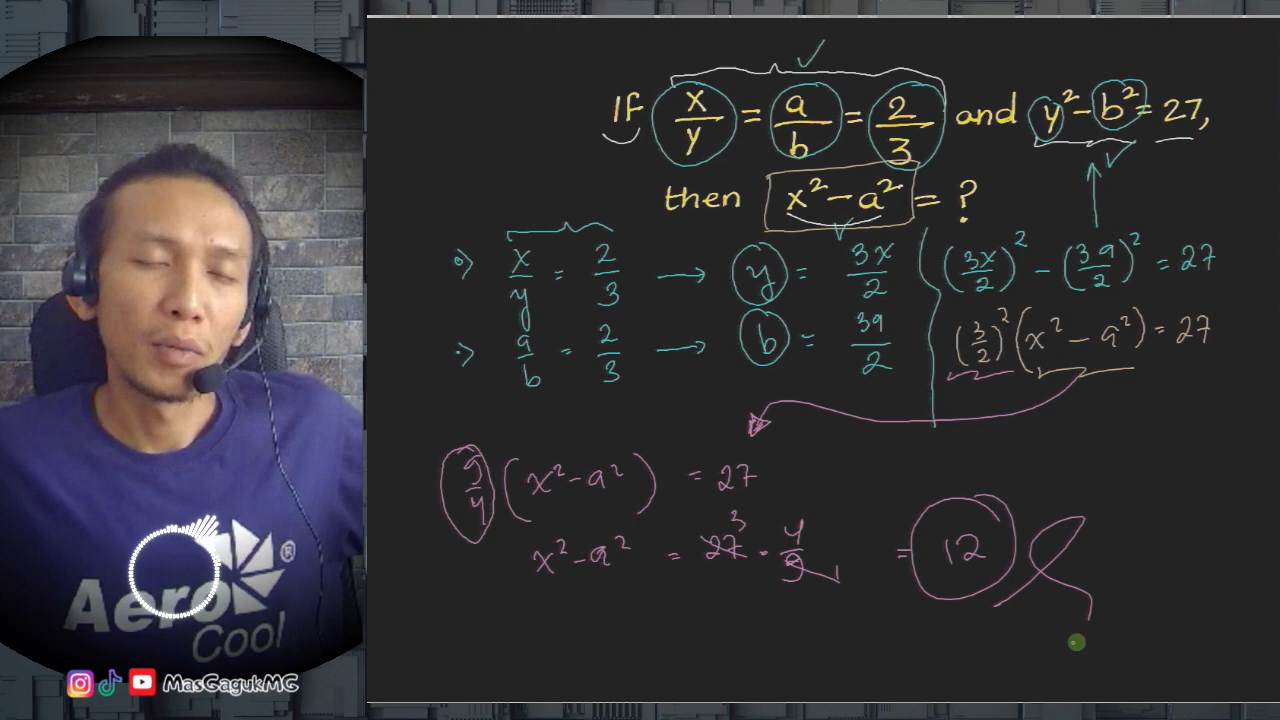 IF x/y = a/b = 2/3 and y² - b² = 27,
then x² - a² = ?
x/y = 2/3 → y = 3x/2
a/b = 2/3 → b = 3a/2
(3x/2)² - (3a/2)² = 27
(3/2)² (x² - a²) = 27
9/4 (x² - a²) = 27
x² - a² = 27 3 · 4/9 1 = 12
Aero ®
Cool
MasGagukMG